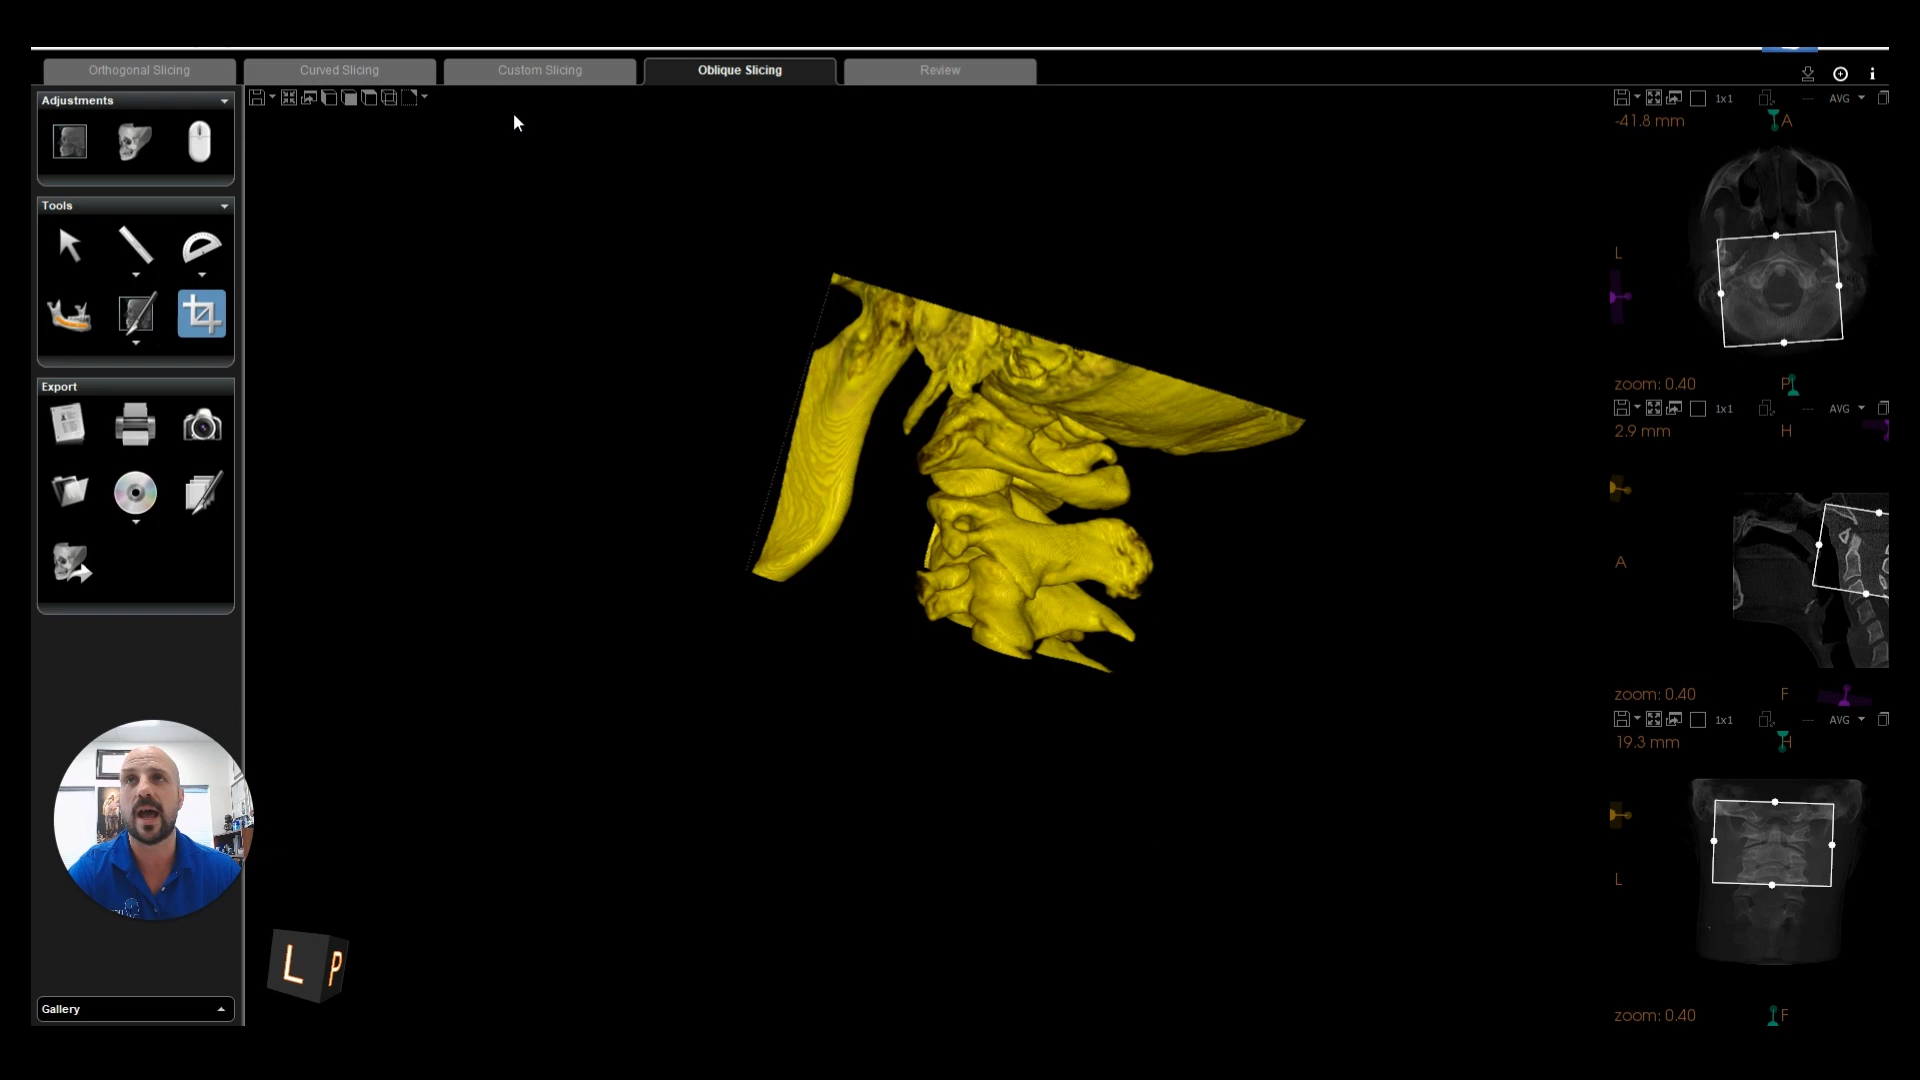 Orthogonal Slicing
Curved Slicing
Custom Slicing
Oblique Slicing
Review
Adjustments
Tools
Export
Gallery
L P
1x1 AVG
-41.8 mm
A
L
zoom: 0.40
P
1x1 AVG
2.9 mm
H
A
zoom: 0.40
F
1x1 AVG
19.3 mm
H
L
zoom: 0.40
F